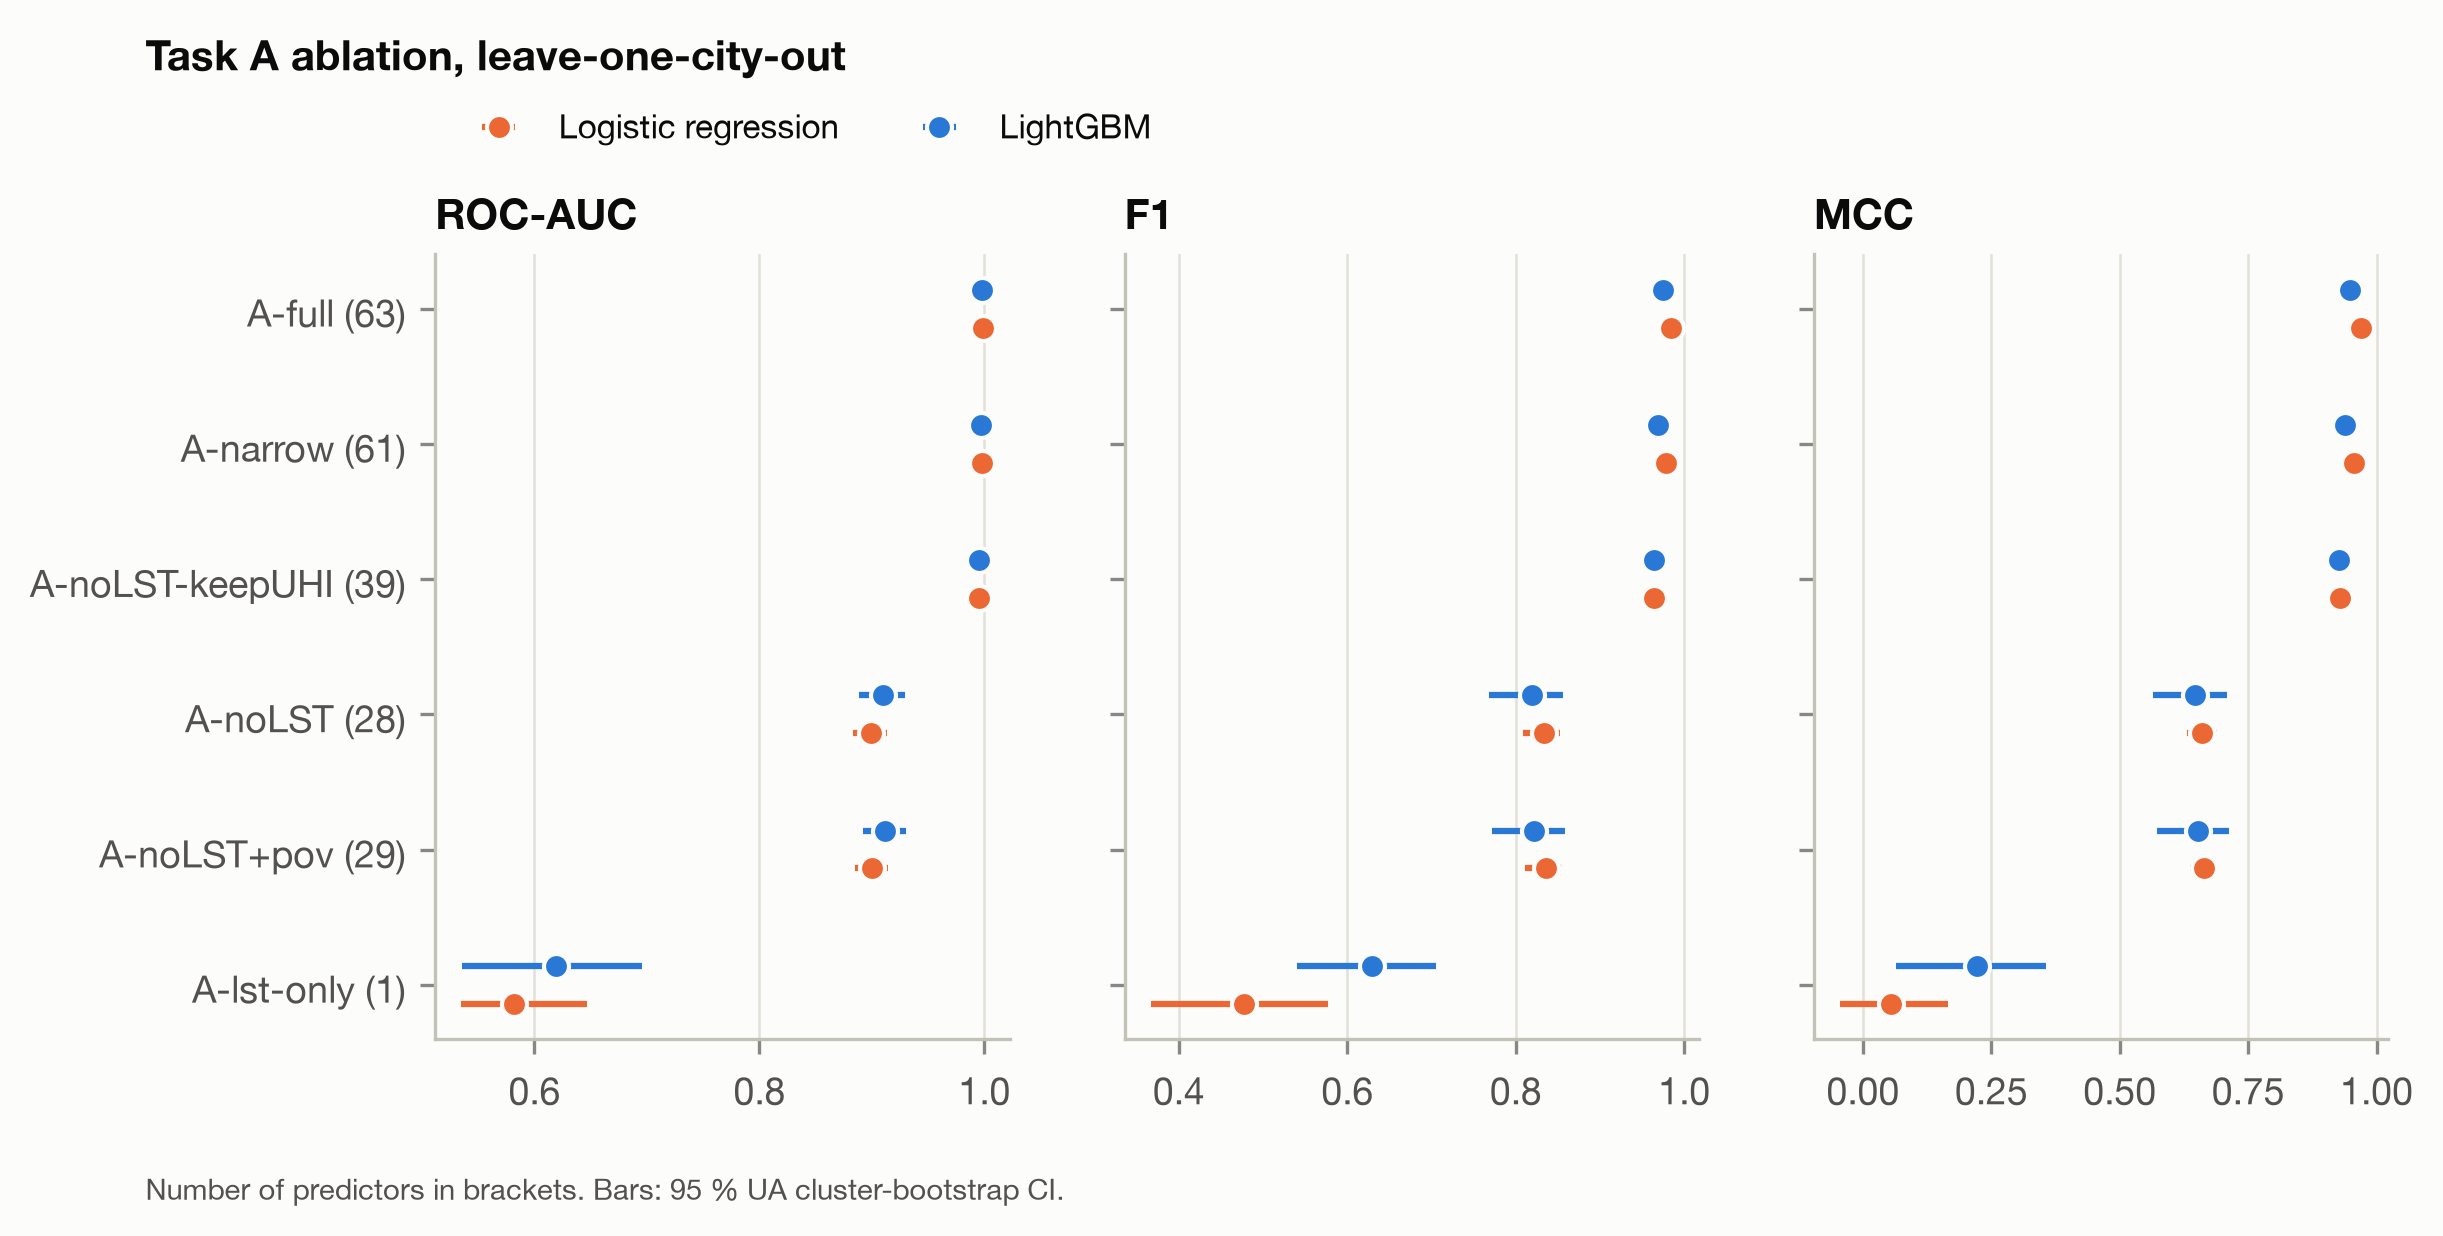 Task A ablation, leave-one-city-out
Logistic regression LightGBM
ROC-AUC F1 MCC
A-full (63)
A-narrow (61)
A-noLST-keepUHI (39)
A-noLST (28)
A-noLST+pov (29)
A-lst-only (1)
0.6 0.8 1.0 0.4 0.6 0.8 1.0 0.00 0.25 0.50 0.75 1.00
Number of predictors in brackets. Bars: 95 % UA cluster-bootstrap CI.